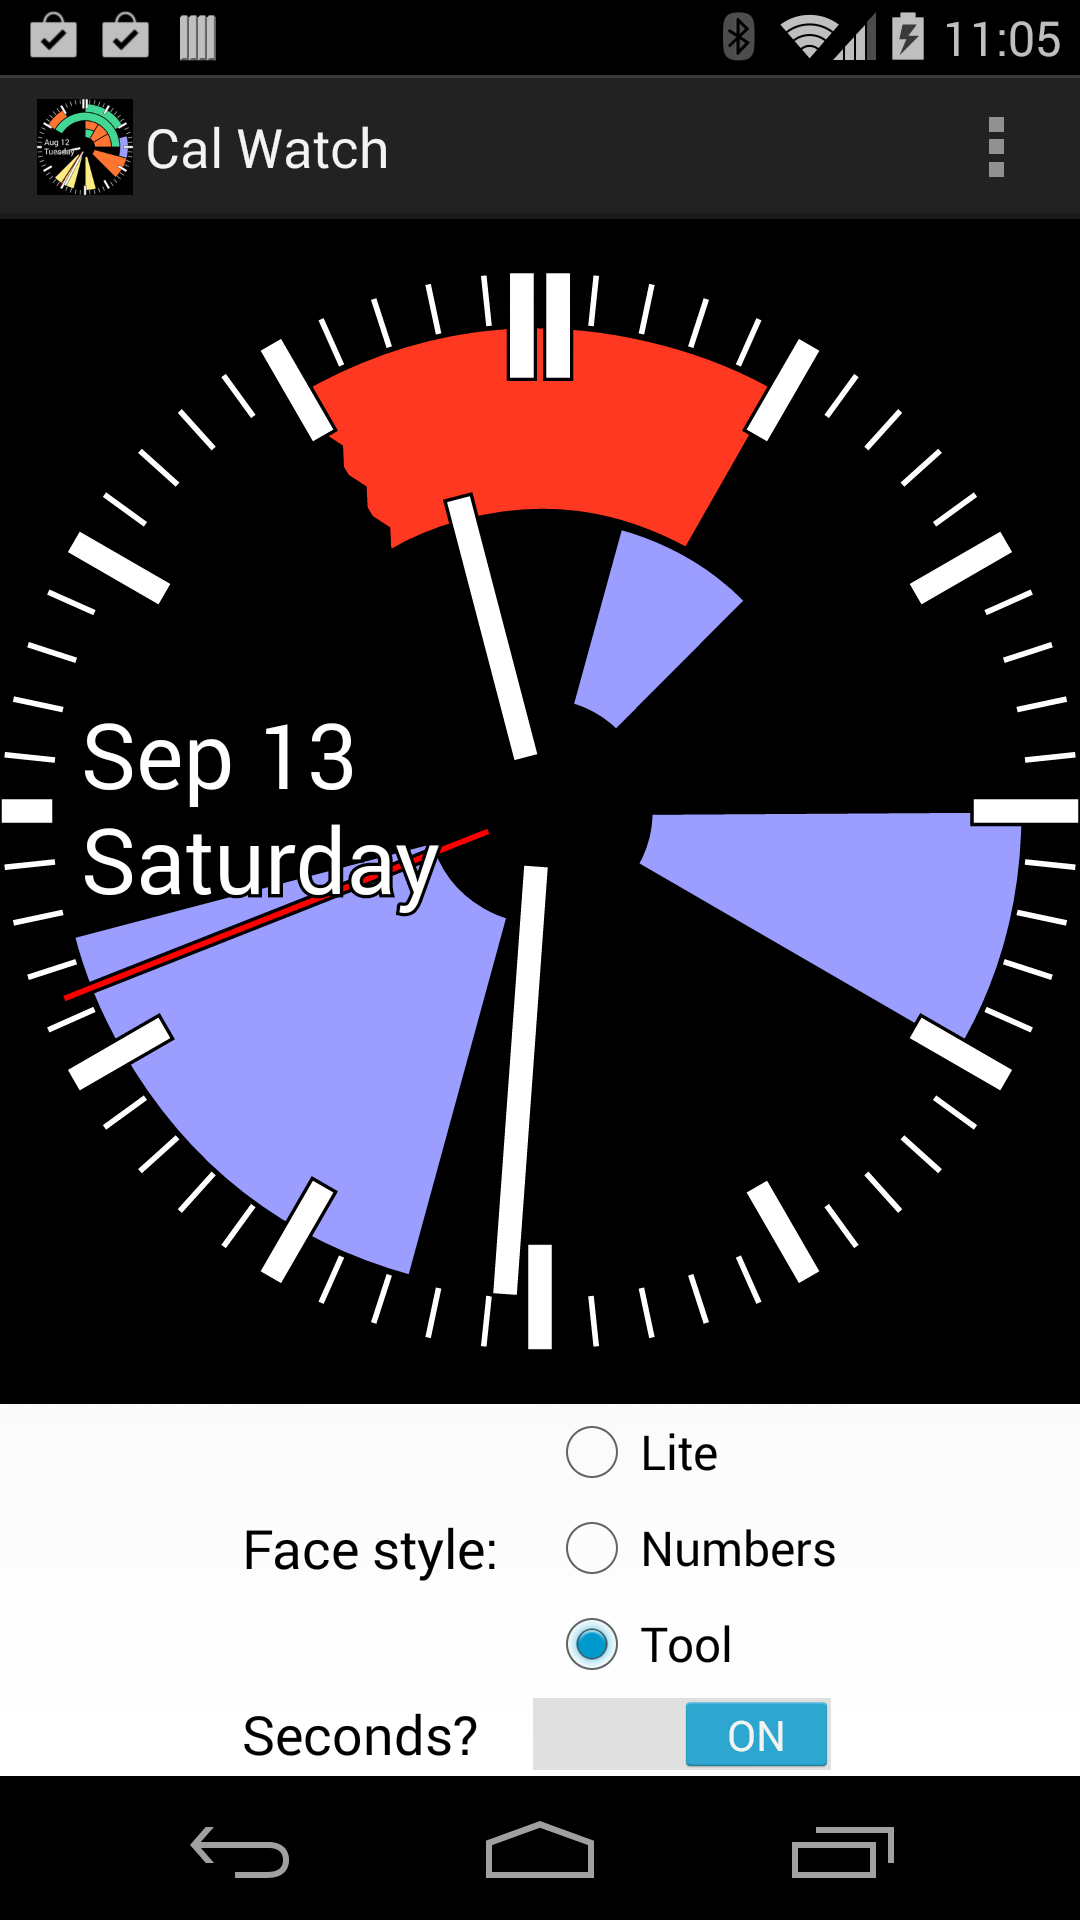 11:05
Cal Watch
Sep 13
Saturday
Lite
Face style:
Numbers
Tool
Seconds?
ON